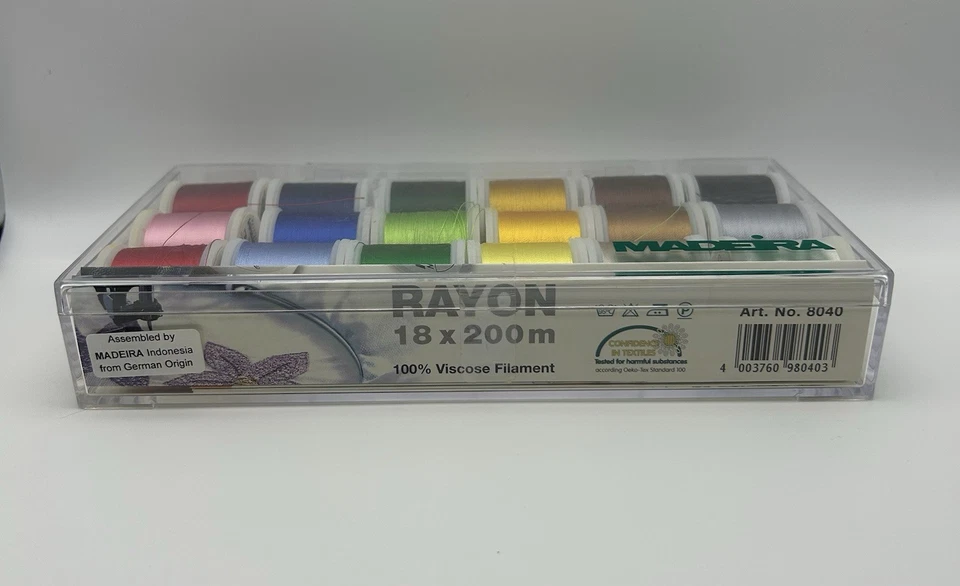 MADEIRA
RAYON
18 x 200m
100% Viscose Filament
Assembled by
MADEIRA Indonesia
from German Origin
CONFIDENCE
IN TEXTILES
Tested for harmful substances
according Oeko-Tex Standard 100
Art. No. 8040
4 003760 980403